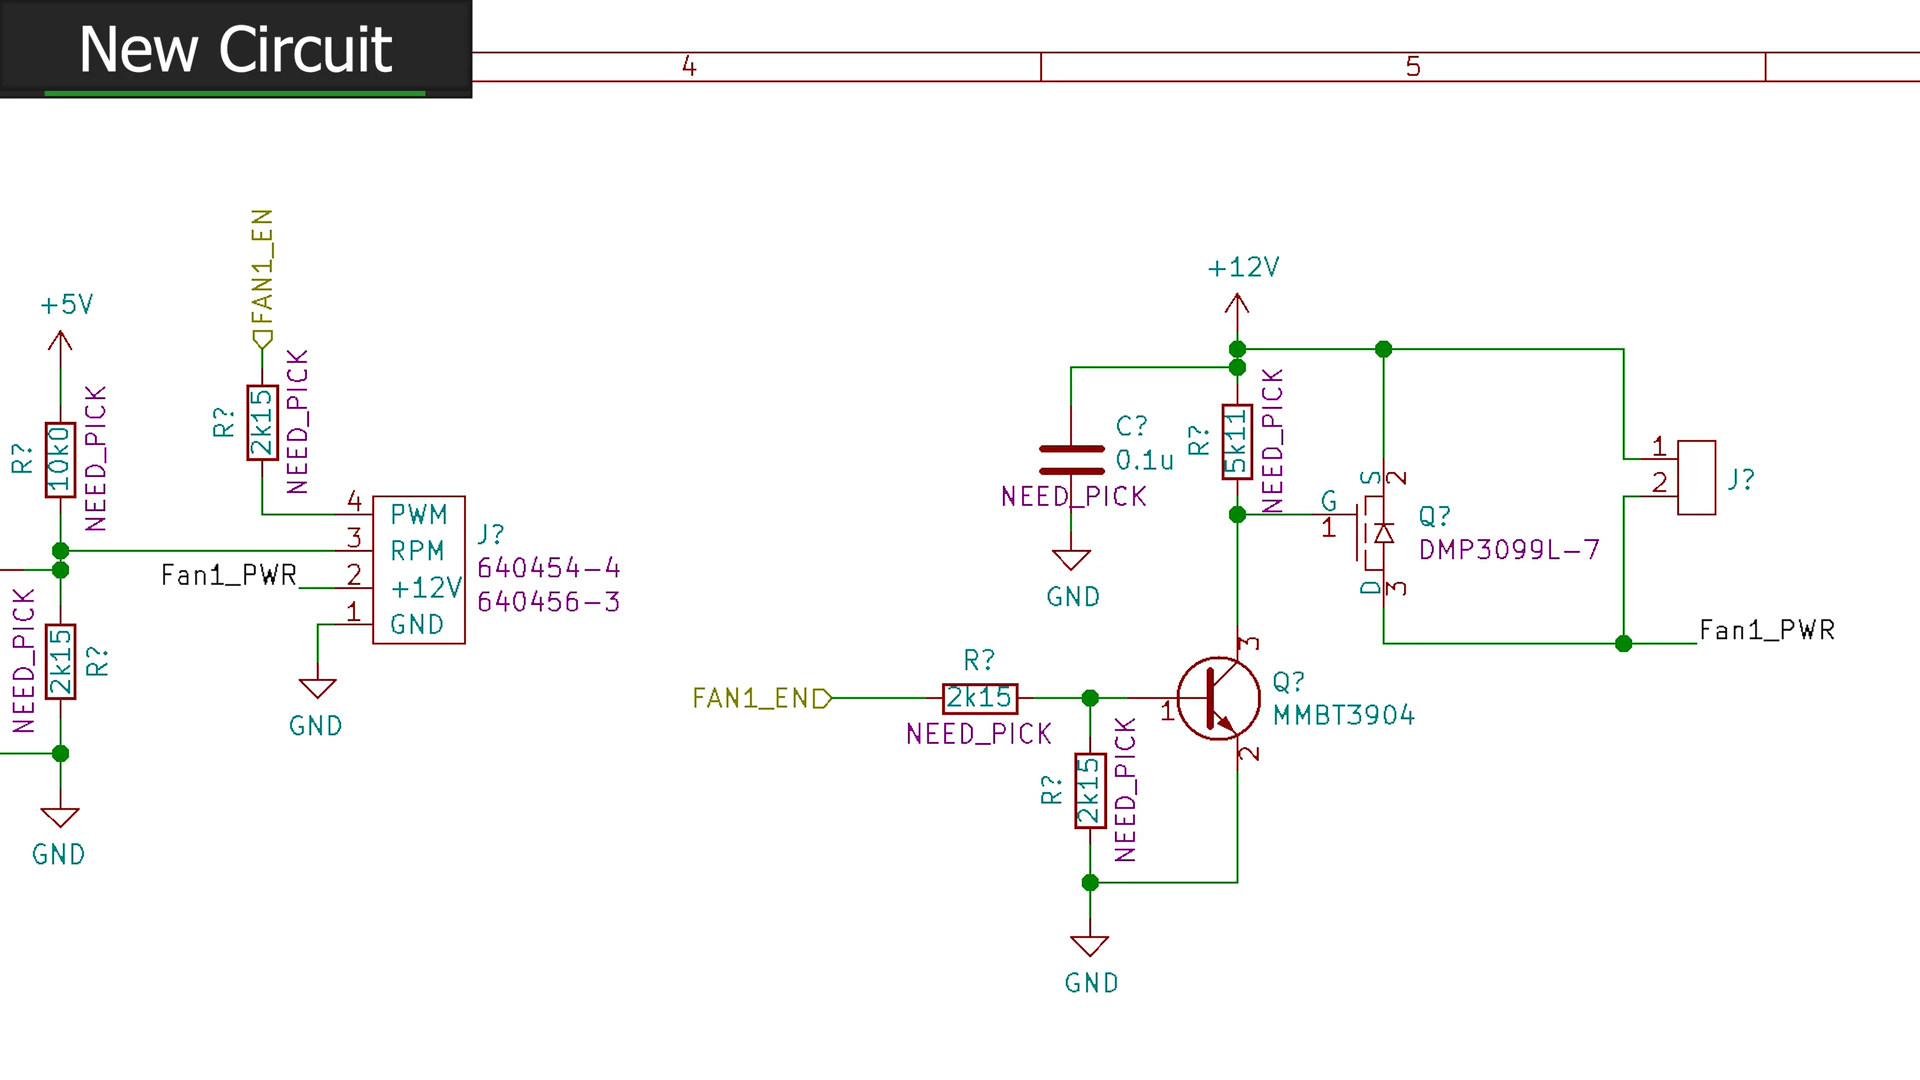 New Circuit
4
5
+5V
R?
10k0
NEED_PICK
NEED_PICK
2k15
R?
GND
FAN1_EN
R?
2k15
NEED_PICK
4
3
2
1
PWM
RPM
+12V
GND
Fan1_PWR
J?
640454-4
640456-3
GND
+12V
C?
0.1u
NEED_PICK
GND
R?
5k11
NEED_PICK
G
1
S
2
D
3
Q?
DMP3099L-7
1
2
J?
Fan1_PWR
FAN1_EN
R?
2k15
NEED_PICK
R?
2k15
NEED_PICK
1
3
2
Q?
MMBT3904
GND